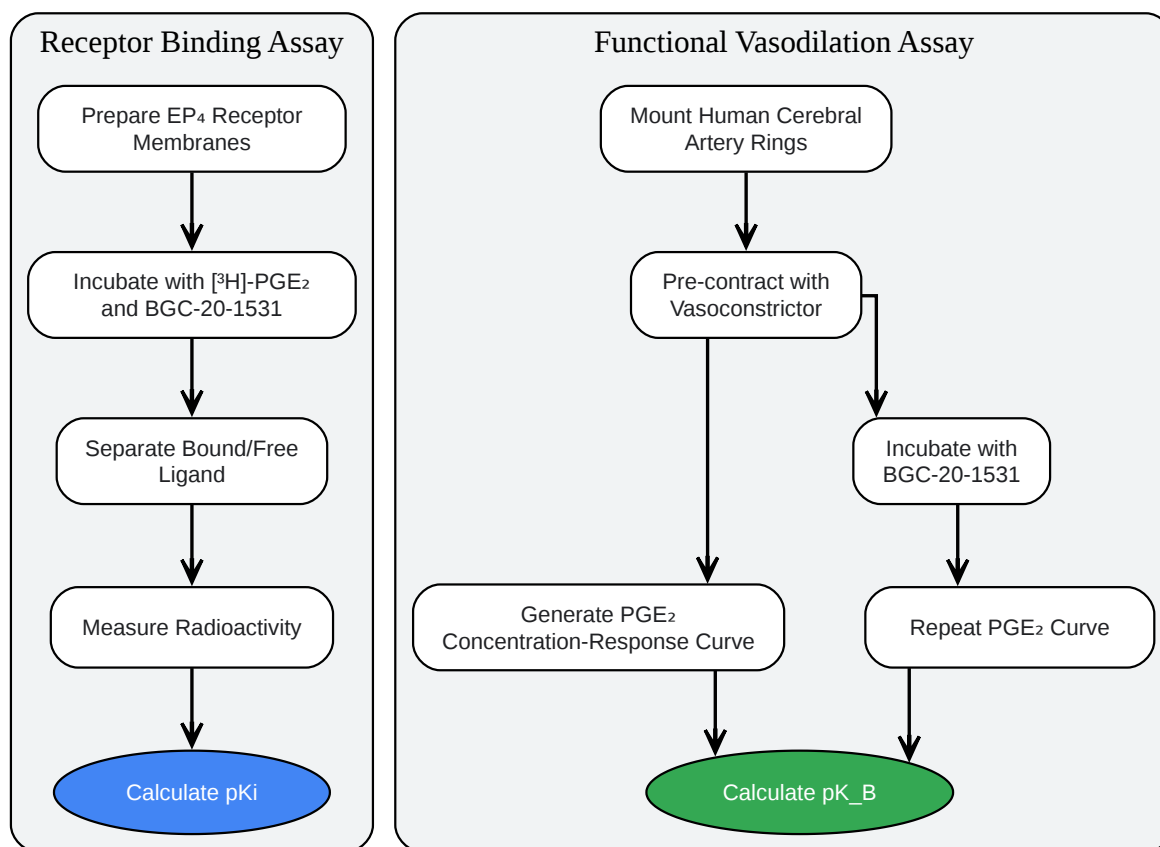 Receptor Binding Assay
Prepare EP₄ Receptor
Membranes
Incubate with [³H]-PGE₂
and BGC-20-1531
Separate Bound/Free
Ligand
Measure Radioactivity
Calculate pKi
Functional Vasodilation Assay
Mount Human Cerebral
Artery Rings
Pre-contract with
Vasoconstrictor
Incubate with
BGC-20-1531
Generate PGE₂
Concentration-Response Curve
Repeat PGE₂ Curve
Calculate pK_B